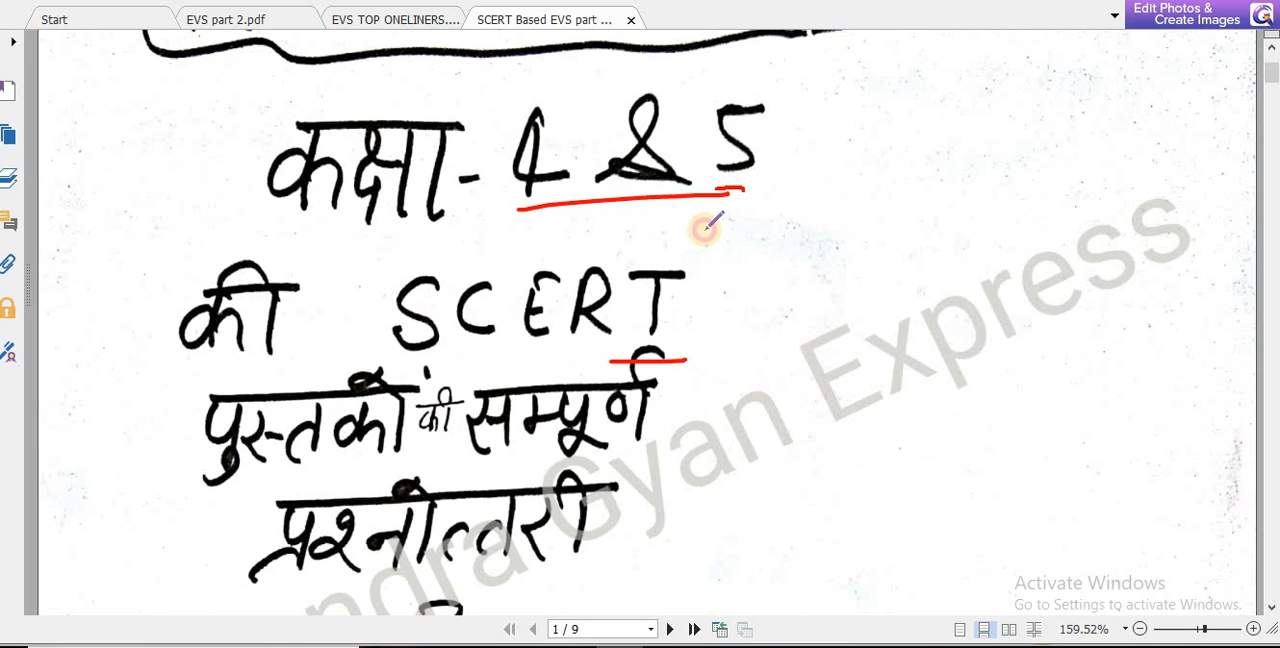 Start
EVS part 2.pdf
EVS TOP ONELINERS....
SCERT Based EVS part ...
Edit Photos &
Create Images
कक्षा - 4 & 5
की SCERT
पुस्तकों की सम्पूर्ण
प्रश्नोत्तरी
ndra Gyan Express
Activate Windows
Go to Settings to activate Windows.
1 / 9
159.52%